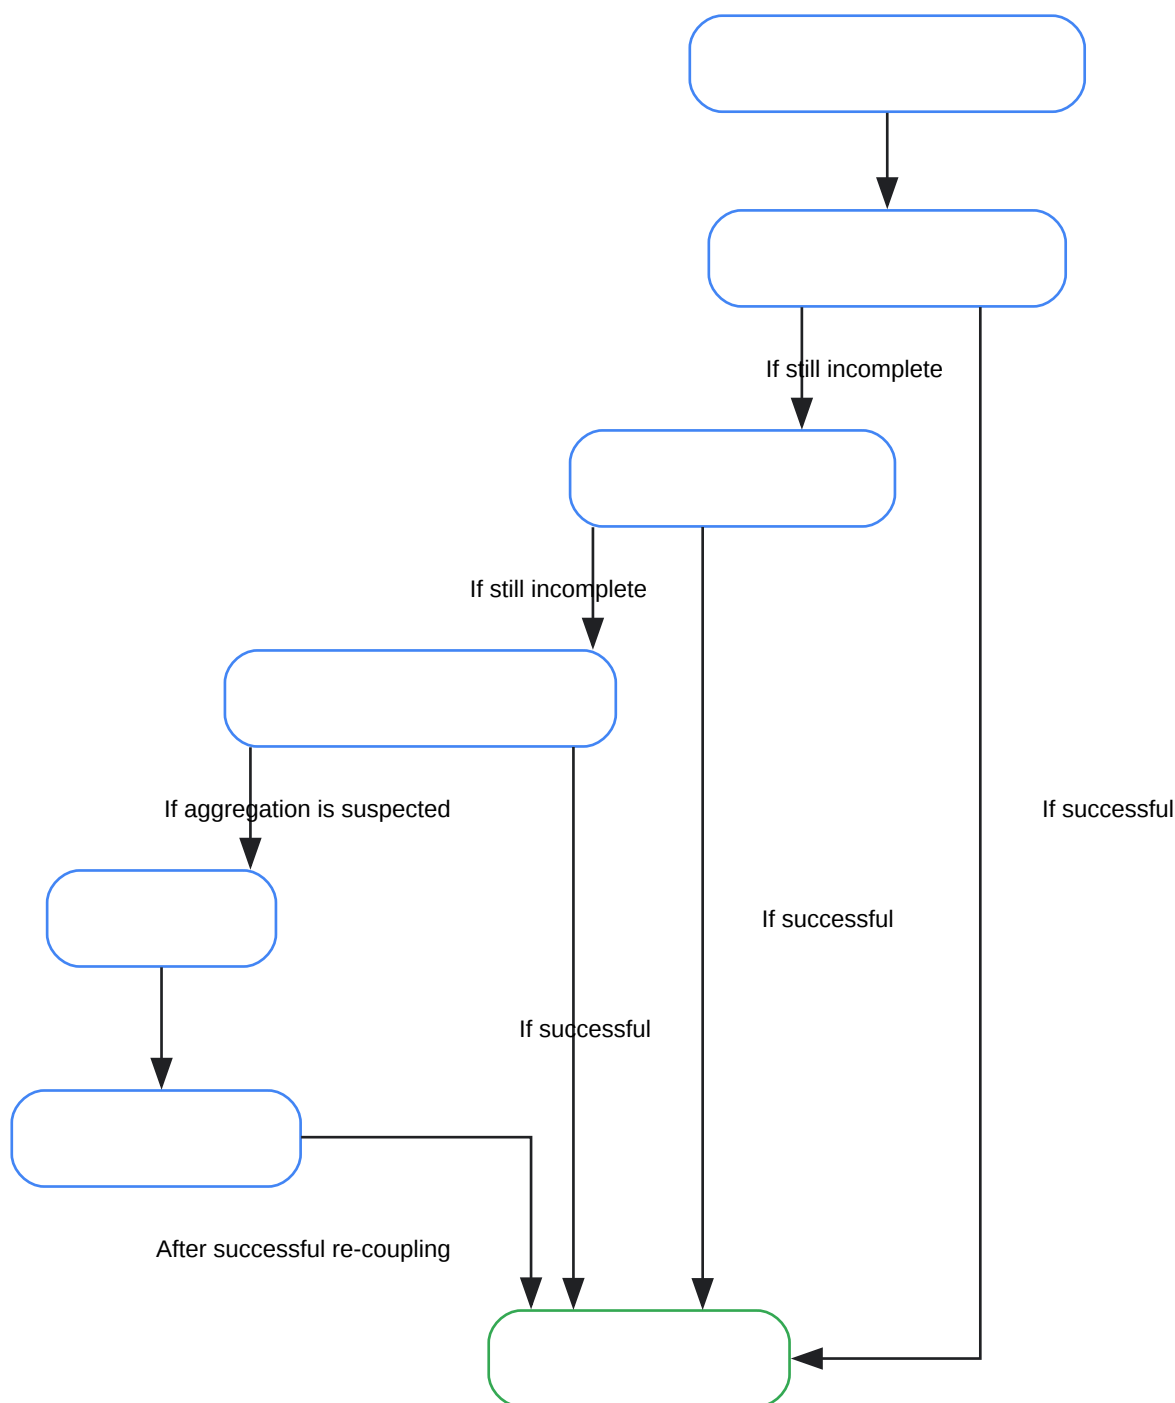 If still incomplete
If still incomplete
If aggregation is suspected
If successful
If successful
If successful
After successful re-coupling